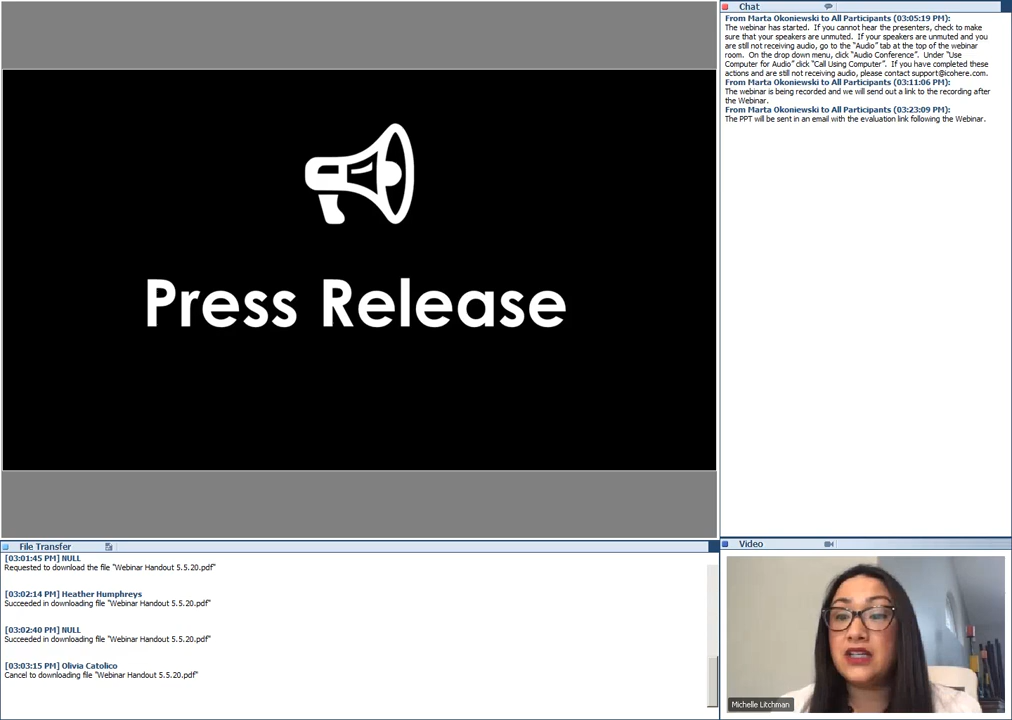 Press Release
Chat
From Marta Okoniewski to All Participants (03:05:19 PM):
The webinar has started.  If you cannot hear the presenters, check to make
sure that your speakers are unmuted.  If your speakers are unmuted and you
are still not receiving audio, go to the "Audio" tab at the top of the webinar
room.  On the drop down menu, click "Audio Conference".  Under "Use
Computer for Audio" click "Call Using Computer".  If you have completed these
actions and are still not receiving audio, please contact support@icohere.com.
From Marta Okoniewski to All Participants (03:11:06 PM):
The webinar is being recorded and we will send out a link to the recording after
the Webinar.
From Marta Okoniewski to All Participants (03:23:09 PM):
The PPT will be sent in an email with the evaluation link following the Webinar.
File Transfer
[03:01:45 PM] NULL
Requested to download the file "Webinar Handout 5.5.20.pdf"
[03:02:14 PM] Heather Humphreys
Succeeded in downloading file "Webinar Handout 5.5.20.pdf"
[03:02:40 PM] NULL
Succeeded in downloading file "Webinar Handout 5.5.20.pdf"
[03:03:15 PM] Olivia Catolico
Cancel to downloading file "Webinar Handout 5.5.20.pdf"
Video
Michelle Litchman